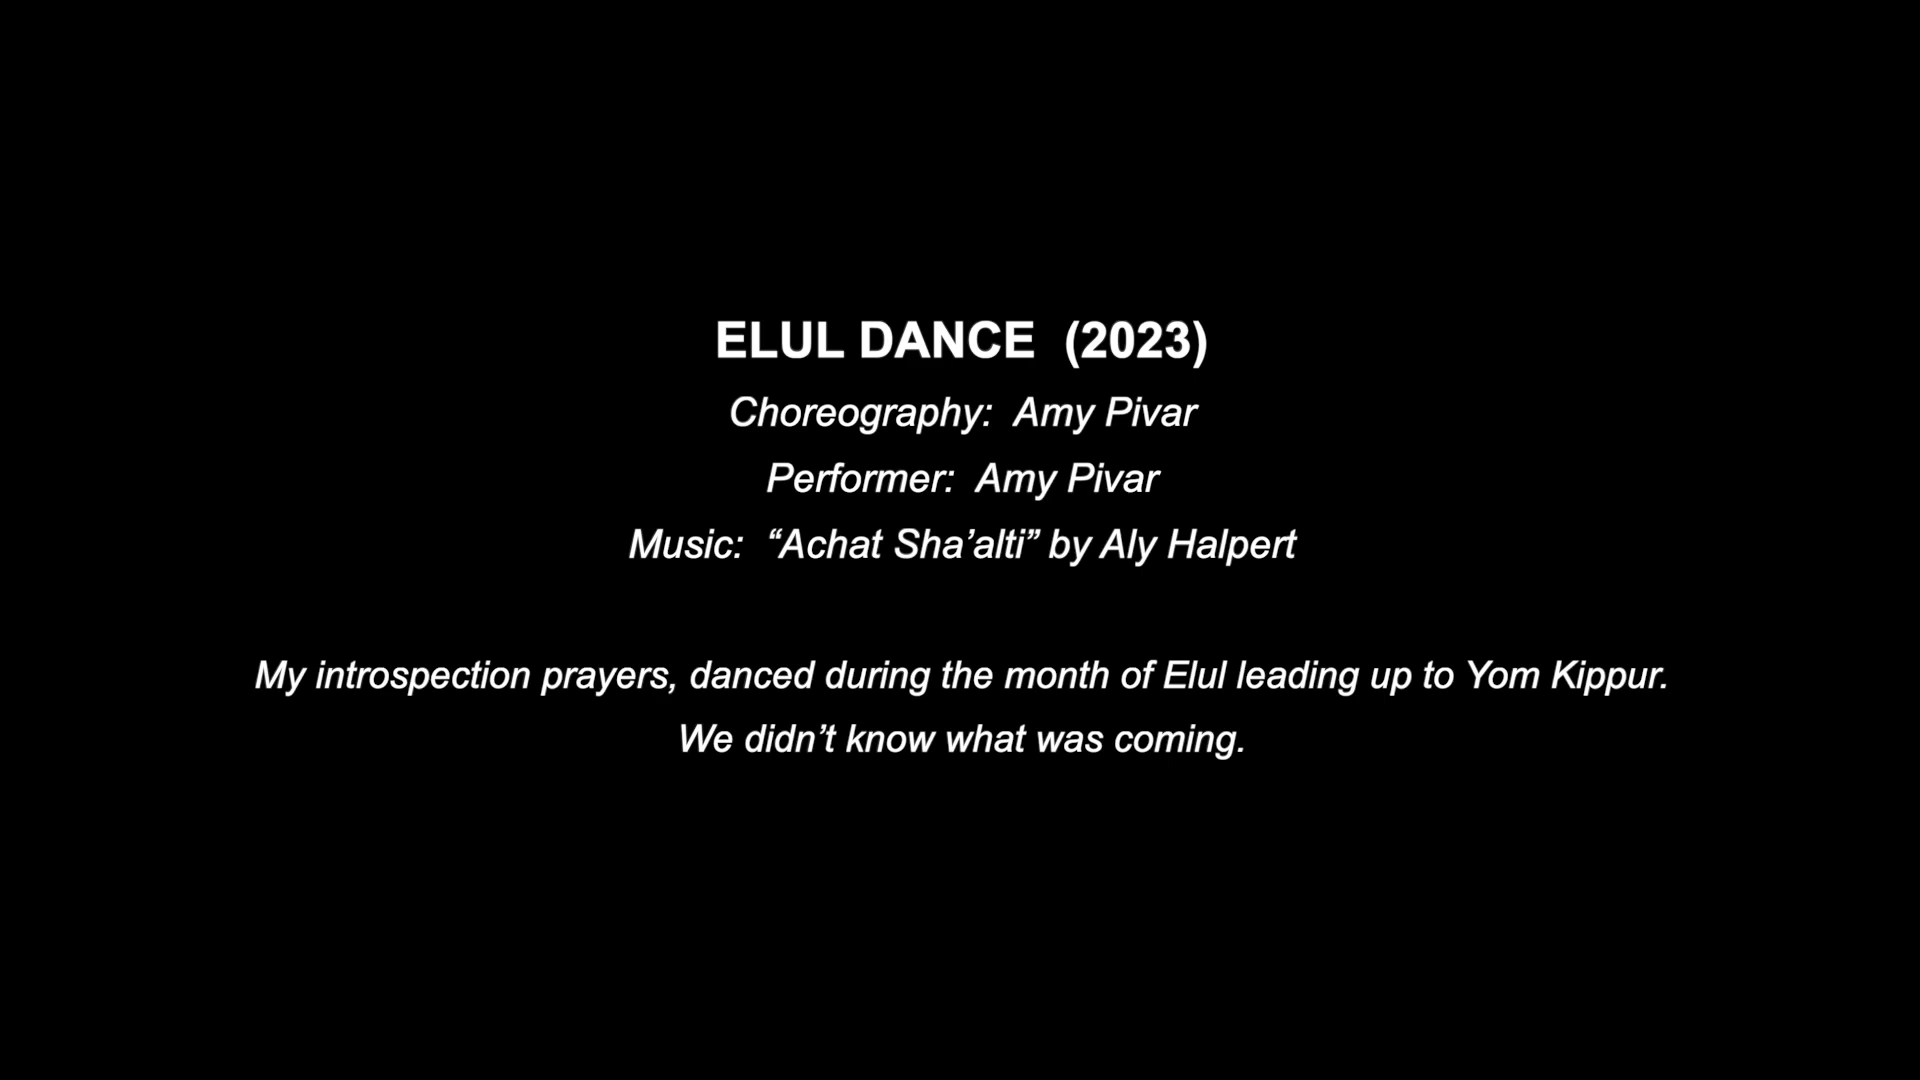 ELUL DANCE  (2023)
Choreography:  Amy Pivar
Performer:  Amy Pivar
Music:  “Achat Sha’alti” by Aly Halpert
My introspection prayers, danced during the month of Elul leading up to Yom Kippur.
We didn’t know what was coming.